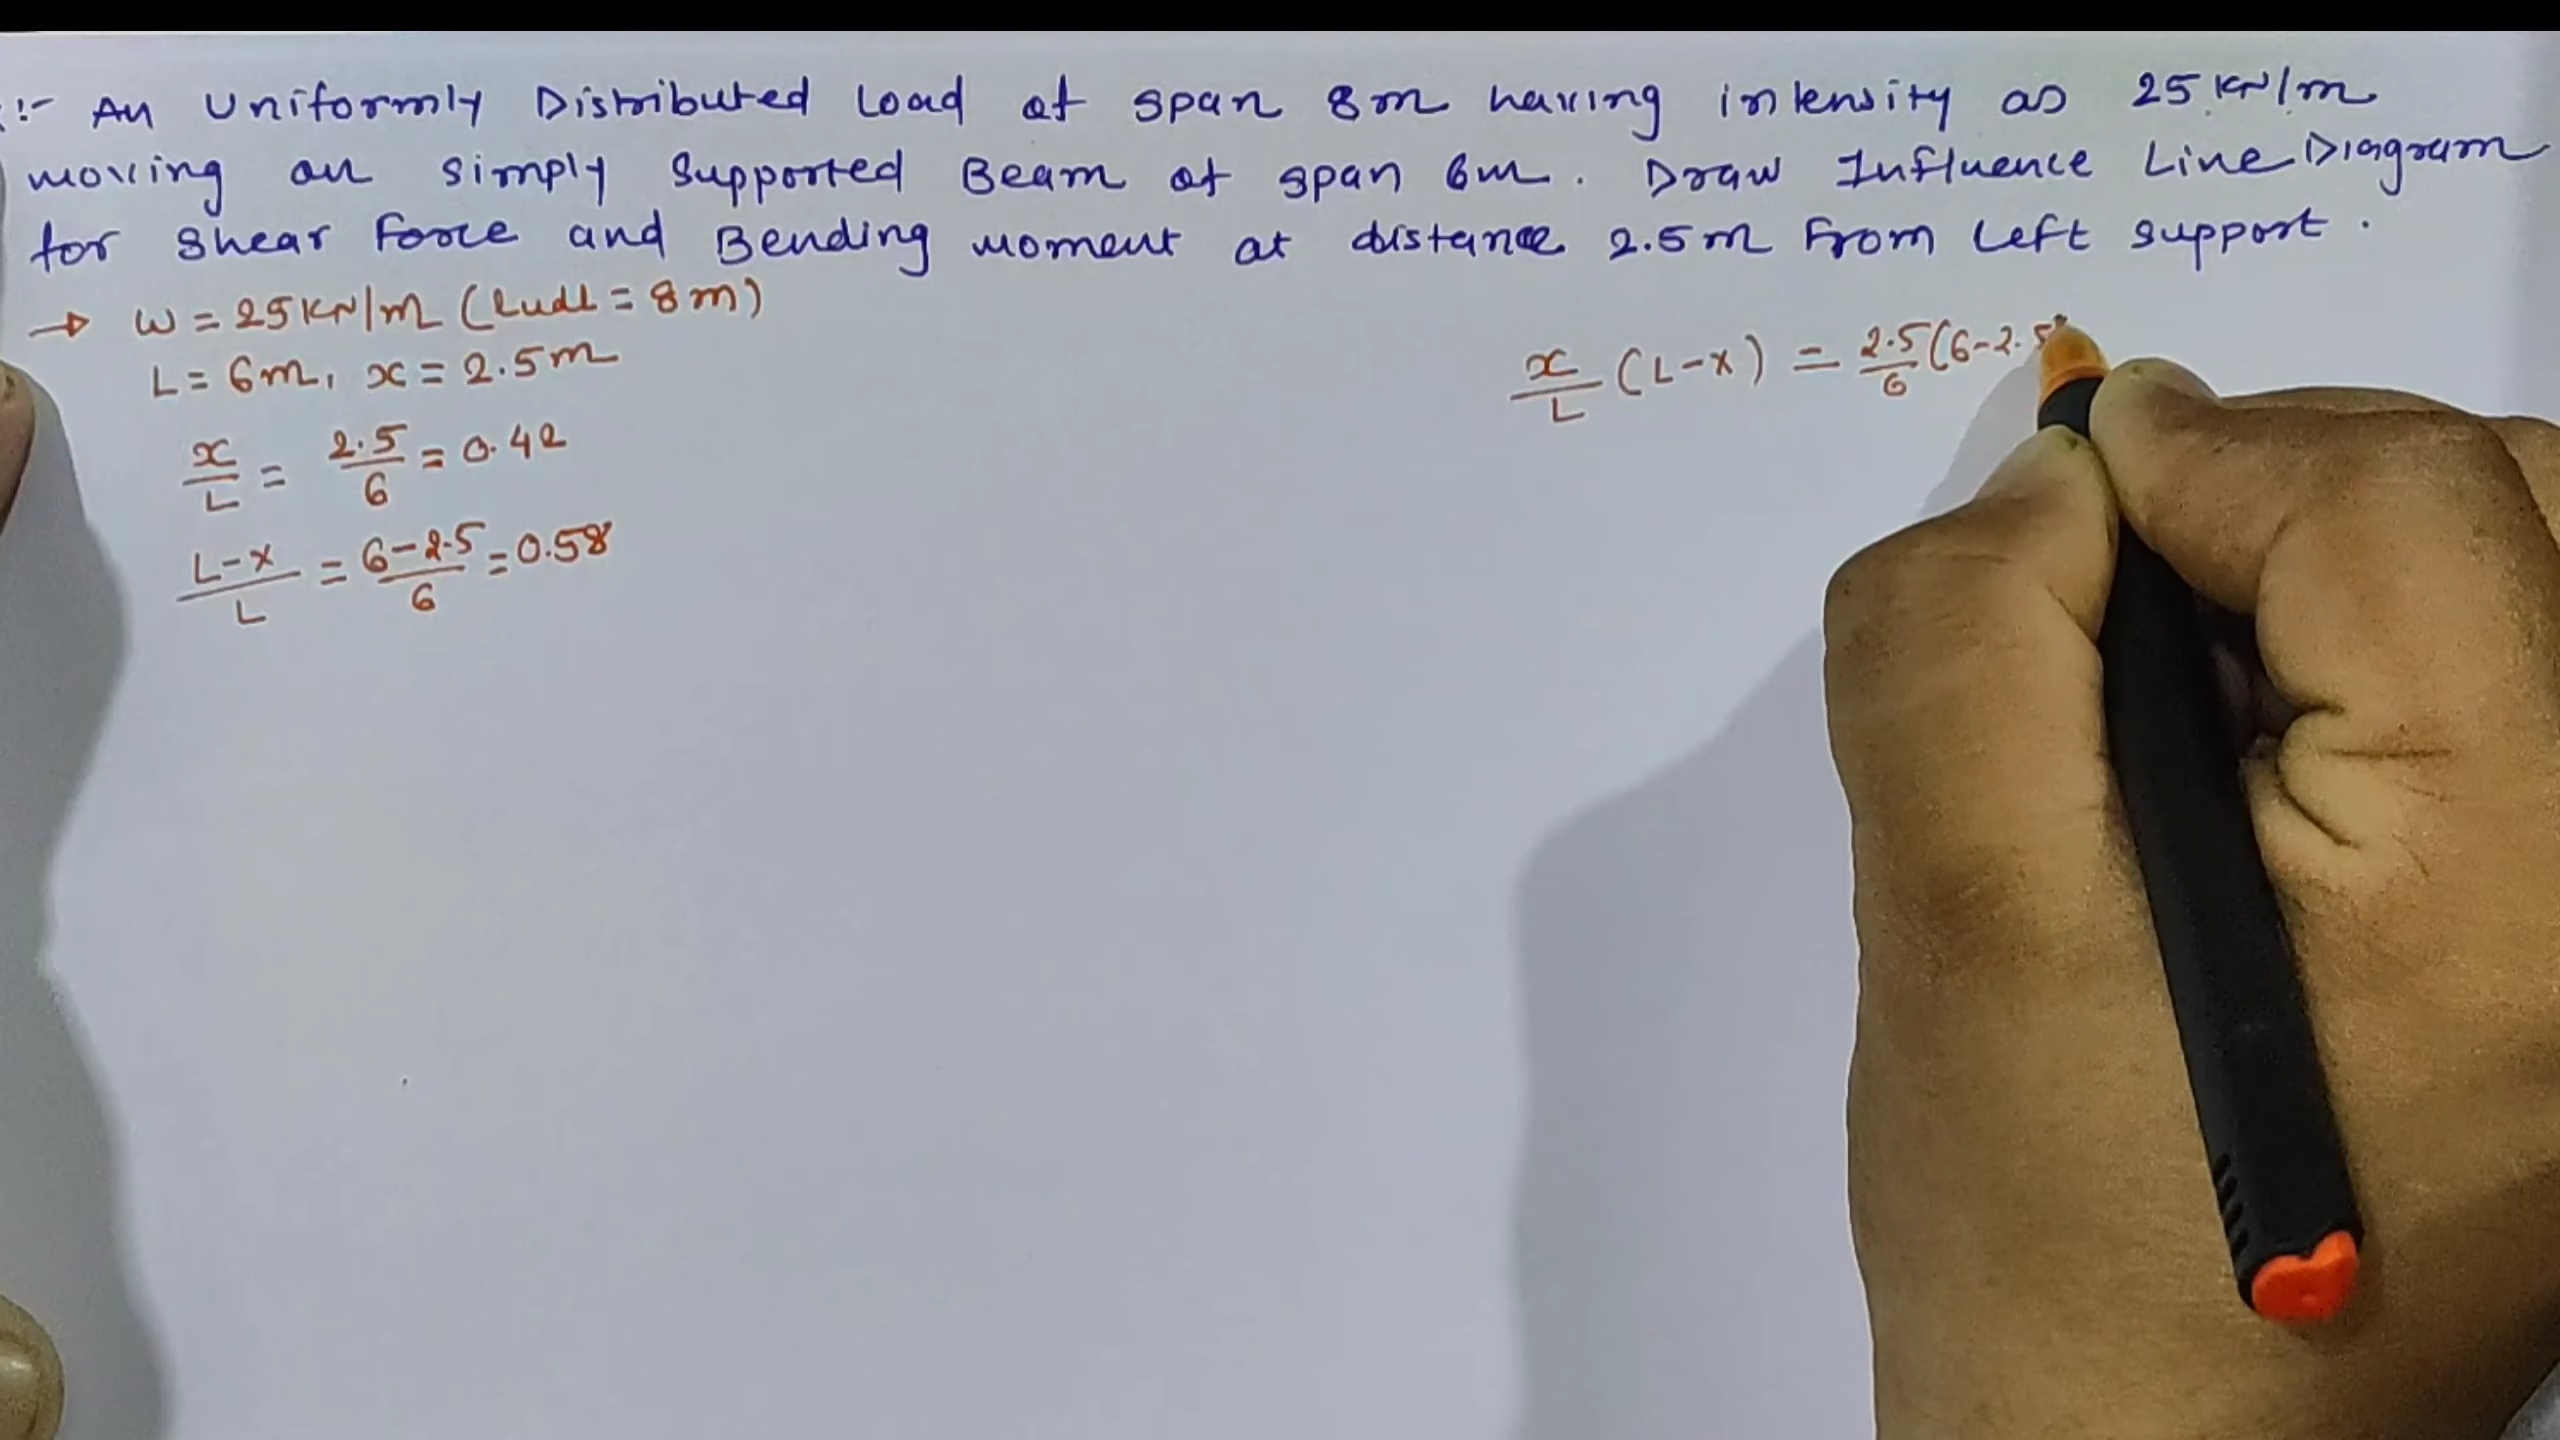 :- An Uniformly Distributed Load of span 8m having intensity as 25 KN/m
moving on simply supported Beam of span 6m. Draw Influence Line Diagram
for Shear Force and Bending moment at distance 2.5m From Left support.
→ W = 25 KN/m (Ludl = 8m)
L = 6m, x = 2.5m
x/L = 2.5/6 = 0.42
L-x/L = 6-2.5/6 = 0.58
x/L (L-x) = 2.5/6 (6-2.5